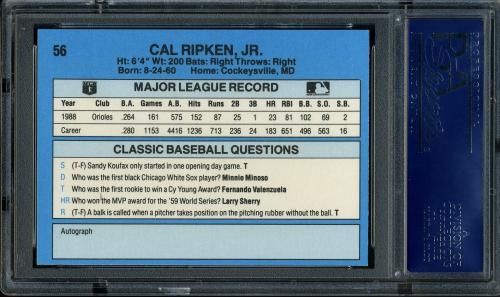 56
CAL RIPKEN, JR.
Ht: 6'4" Wt: 200 Bats: Right Throws: Right
Born: 8-24-60 Home: Cockeysville, MD
MAJOR LEAGUE RECORD
Year Club B.A. Games A.B. Hits Runs 2B 3B HR RBI B.B. S.O. S.B.
1988 Orioles .264 161 575 152 87 25 1 23 81 102 69 2
Career .280 1153 4416 1236 713 236 24 183 651 496 563 16
CLASSIC BASEBALL QUESTIONS
S (T-F) Sandy Koufax only started in one opening day game. T
D Who was the first black Chicago White Sox player? Minnie Minoso
T Who was the first rookie to win a Cy Young Award? Fernando Valenzuela
HR Who won the MVP award for the '59 World Series? Larry Sherry
R (T-F) A balk is called when a pitcher takes position on the pitching rubber without the ball. T
Autograph
PSA